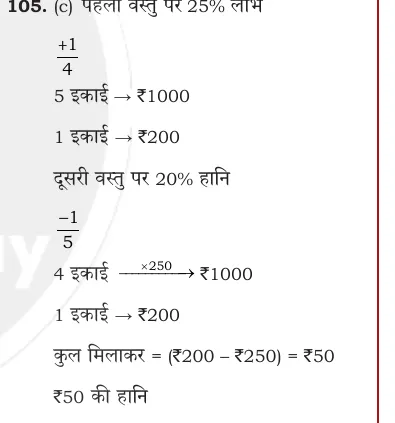 105. (c) पहली वस्तु पर 25% लाभ
+1
4
5 इकाई → ₹1000
1 इकाई → ₹200
दूसरी वस्तु पर 20% हानि
−1
5
4 इकाई ×250→ ₹1000
1 इकाई → ₹200
कुल मिलाकर = (₹200 – ₹250) = ₹50
₹50 की हानि